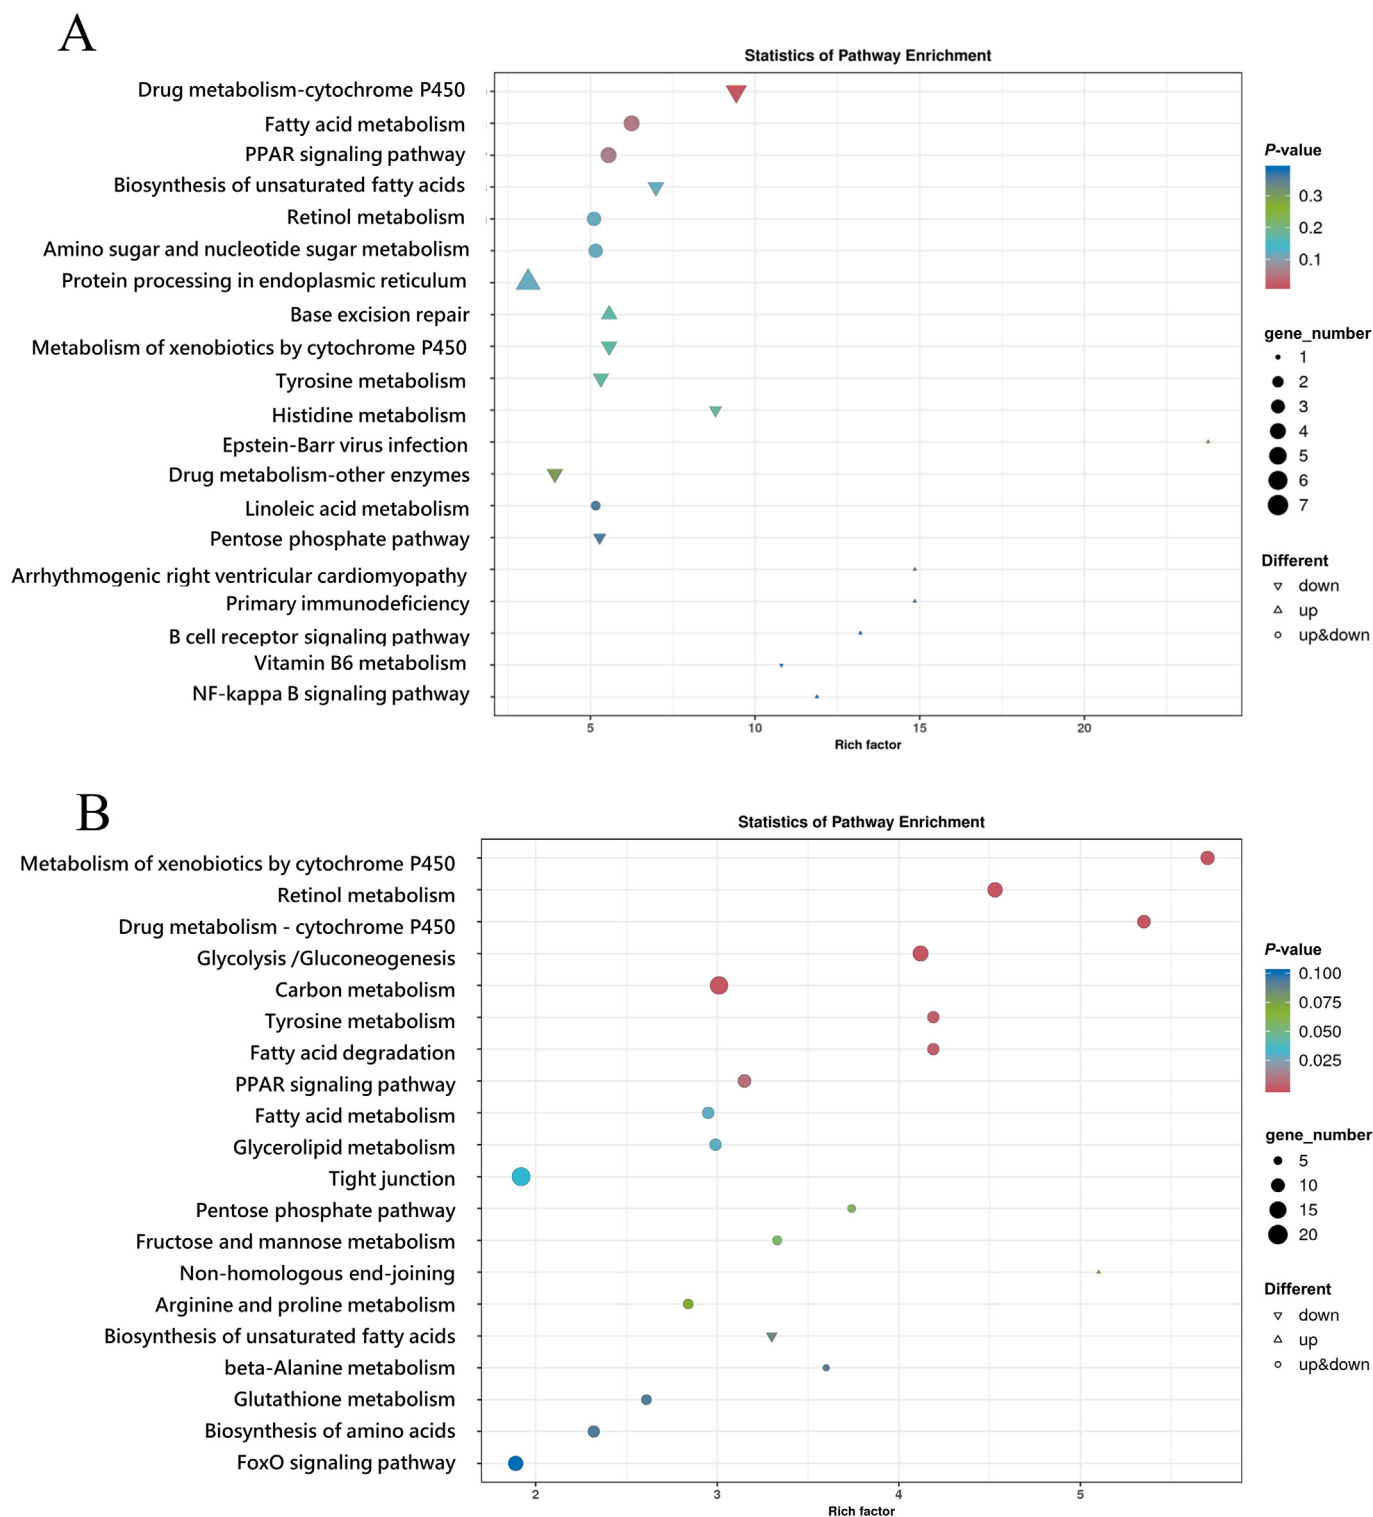 A
Statistics of Pathway Enrichment
Drug metabolism-cytochrome P450
Fatty acid metabolism
PPAR signaling pathway
Biosynthesis of unsaturated fatty acids
Retinol metabolism
Amino sugar and nucleotide sugar metabolism
Protein processing in endoplasmic reticulum
Base excision repair
Metabolism of xenobiotics by cytochrome P450
Tyrosine metabolism
Histidine metabolism
Epstein-Barr virus infection
Drug metabolism-other enzymes
Linoleic acid metabolism
Pentose phosphate pathway
Arrhythmogenic right ventricular cardiomyopathy
Primary immunodeficiency
B cell receptor signaling pathway
Vitamin B6 metabolism
NF-kappa B signaling pathway
5 10 15 20
Rich factor
P-value
0.3
0.2
0.1
gene_number
1
2
3
4
5
6
7
Different
down
up
up&down
B
Statistics of Pathway Enrichment
Metabolism of xenobiotics by cytochrome P450
Retinol metabolism
Drug metabolism - cytochrome P450
Glycolysis /Gluconeogenesis
Carbon metabolism
Tyrosine metabolism
Fatty acid degradation
PPAR signaling pathway
Fatty acid metabolism
Glycerolipid metabolism
Tight junction
Pentose phosphate pathway
Fructose and mannose metabolism
Non-homologous end-joining
Arginine and proline metabolism
Biosynthesis of unsaturated fatty acids
beta-Alanine metabolism
Glutathione metabolism
Biosynthesis of amino acids
FoxO signaling pathway
2 3 4 5
Rich factor
P-value
0.100
0.075
0.050
0.025
gene_number
5
10
15
20
Different
down
up
up&down